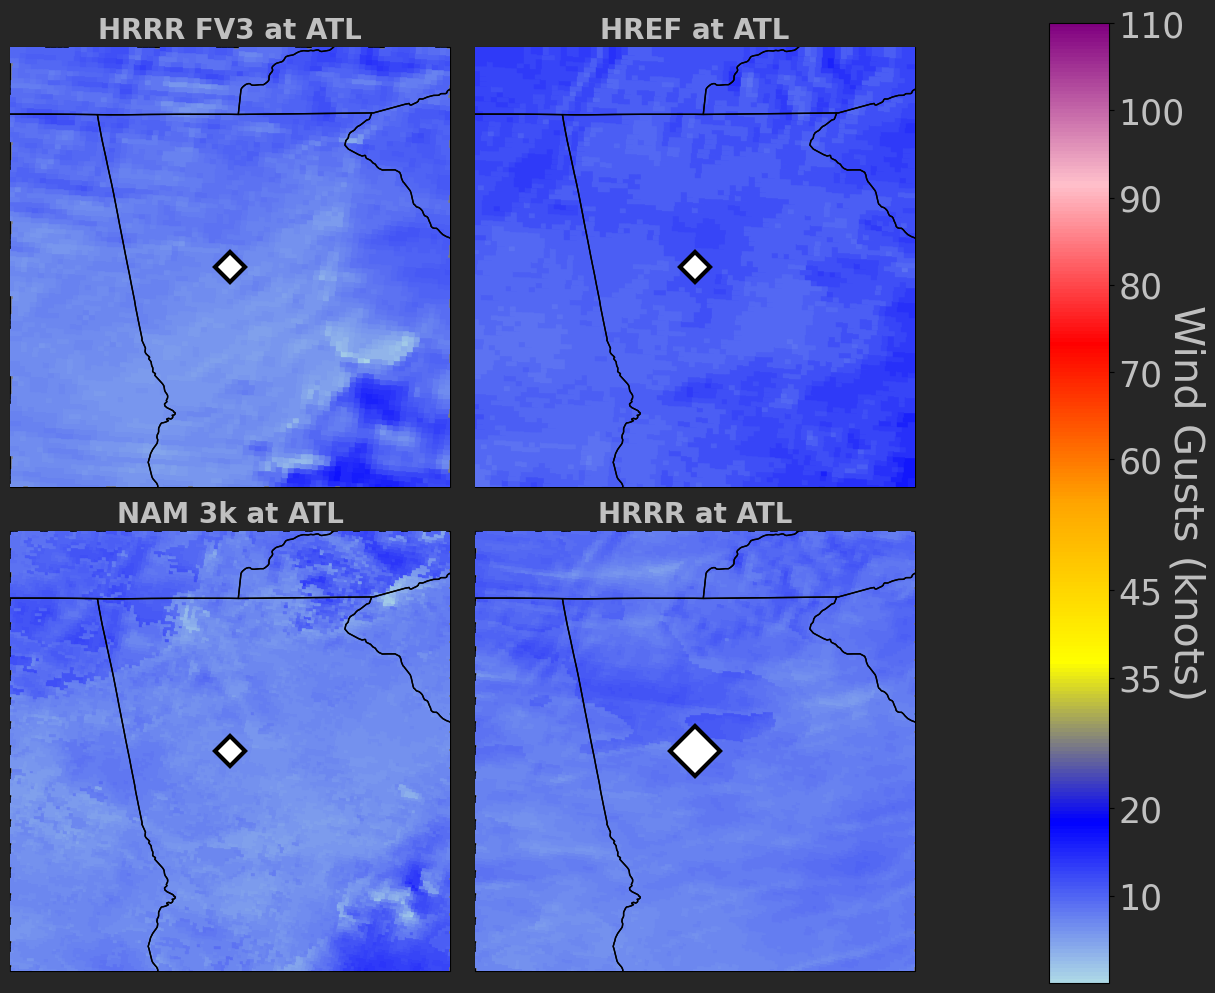 HRRR FV3 at ATL
HREF at ATL
NAM 3k at ATL
HRRR at ATL
110
100
90
80
70
60
45
35
20
10
Wind Gusts (knots)